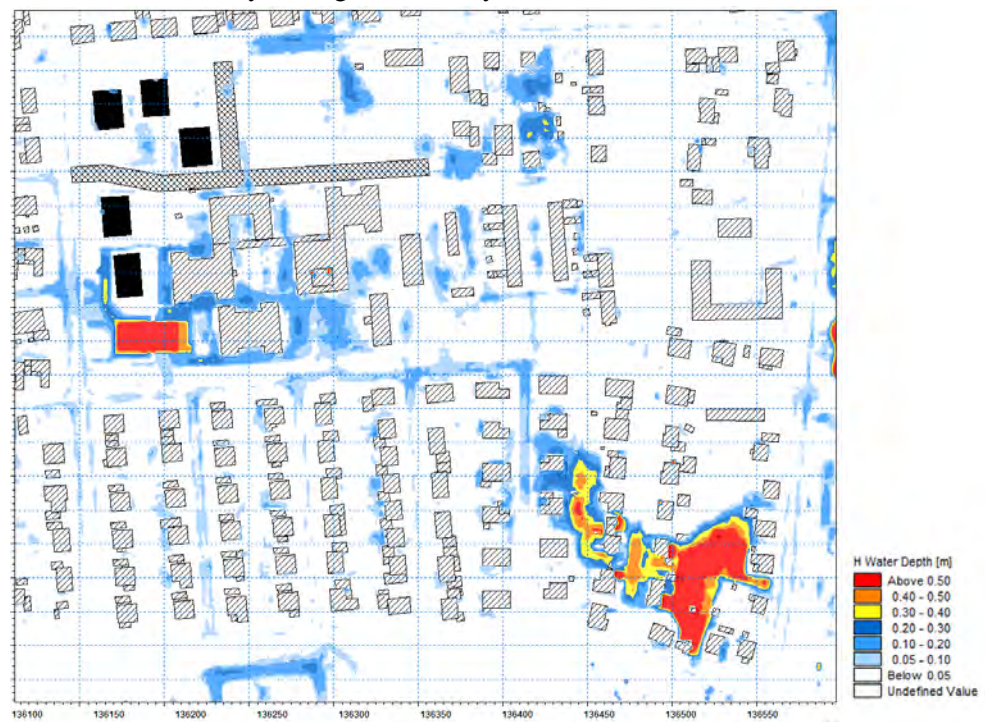 H Water Depth [m]
Above 0.50
0.40 - 0.50
0.30 - 0.40
0.20 - 0.30
0.10 - 0.20
0.05 - 0.10
Below 0.05
Undefined Value
136100 136150 136200 136250 136300 136350 136400 136450 136500 136550